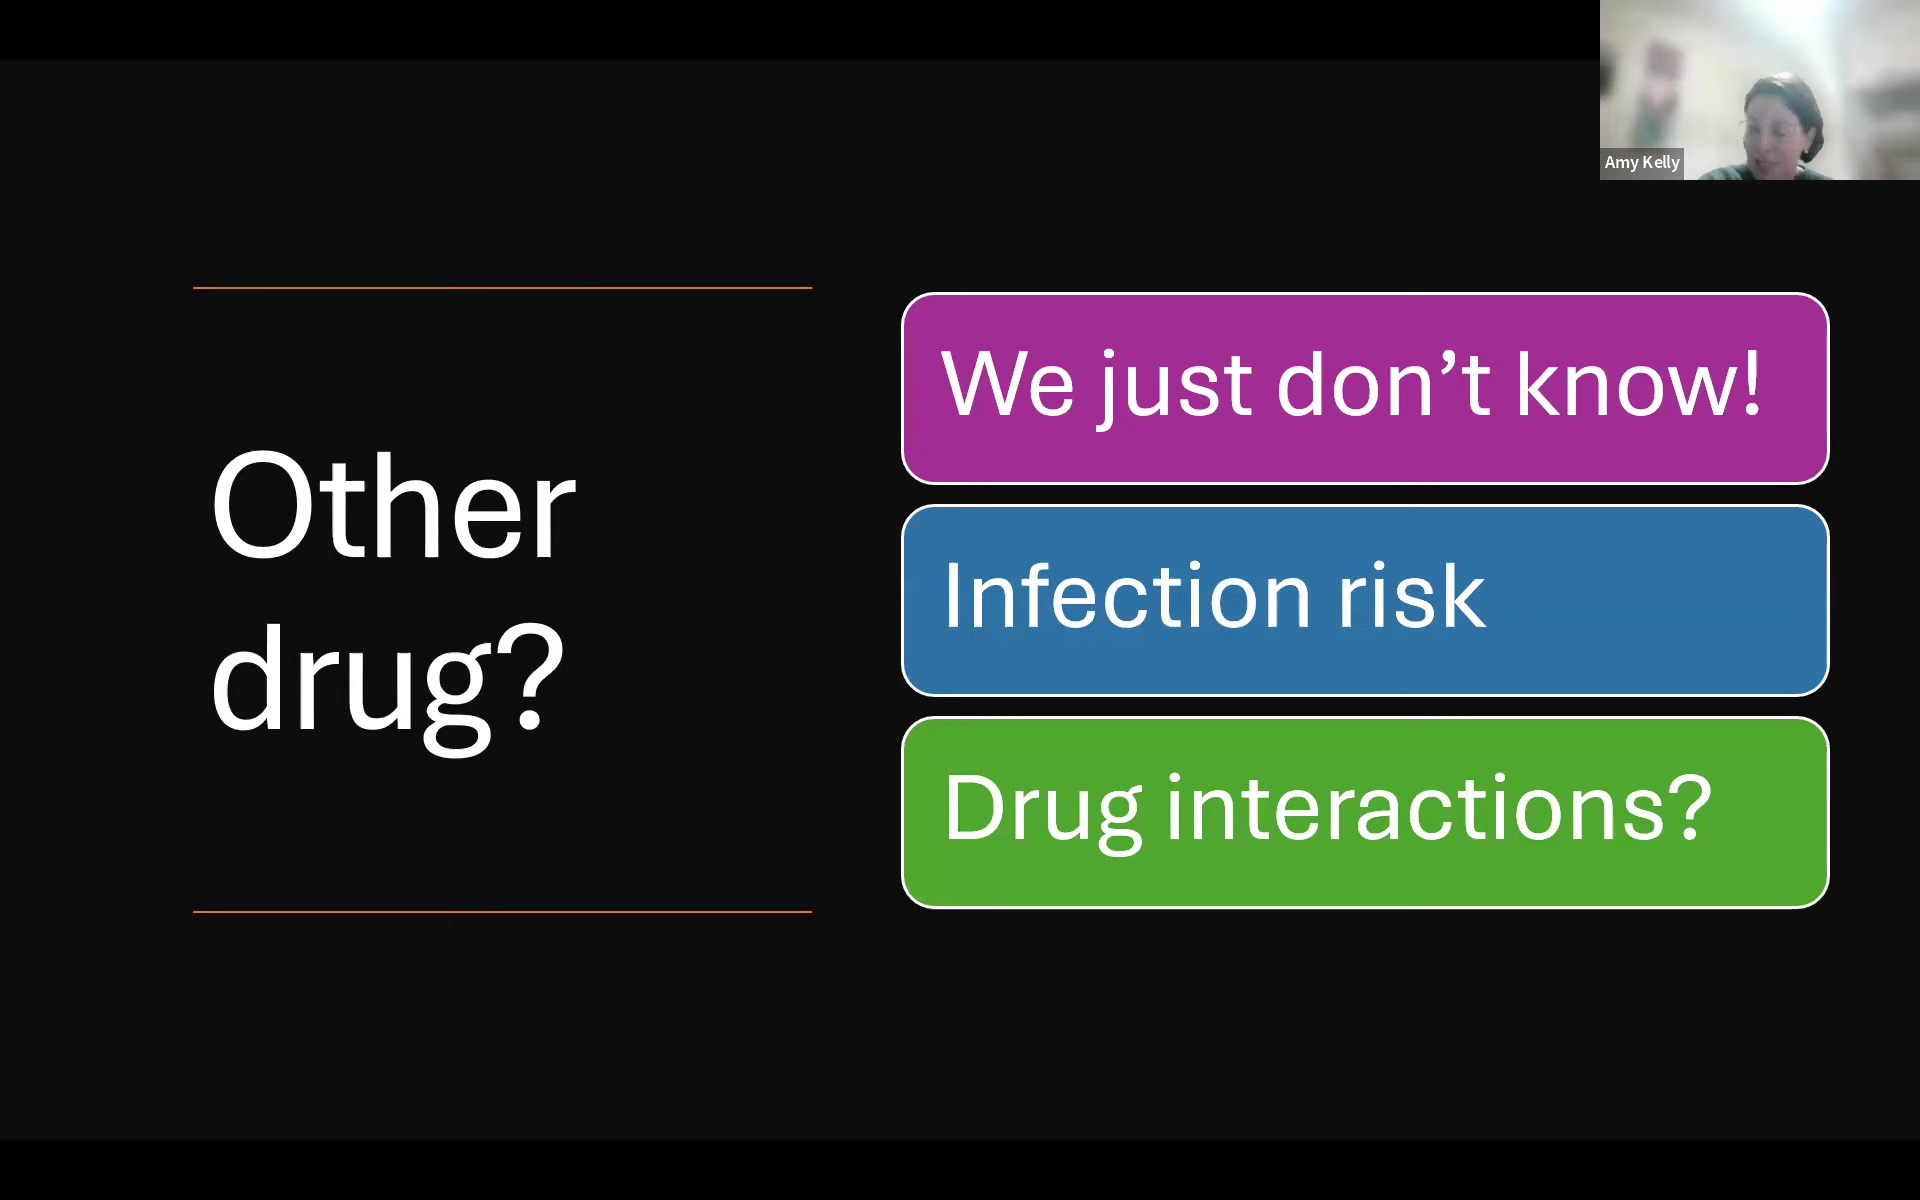 Amy Kelly
Other
drug?
We just don’t know!
Infection risk
Drug interactions?